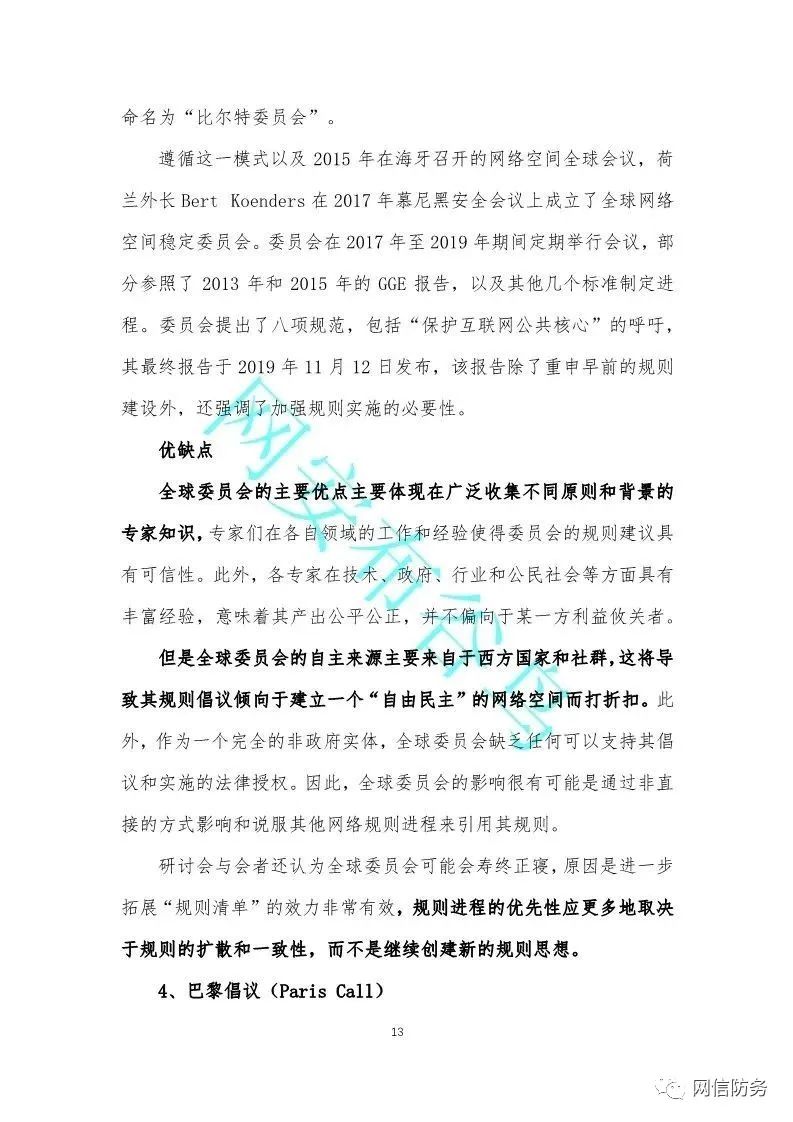 命名为“比尔特委员会”。
遵循这一模式以及 2015 年在海牙召开的网络空间全球会议，荷
兰外长 Bert Koenders 在 2017 年慕尼黑安全会议上成立了全球网络
空间稳定委员会。委员会在 2017 年至 2019 年期间定期举行会议，部
分参照了 2013 年和 2015 年的 GGE 报告，以及其他几个标准制定进
程。委员会提出了八项规范，包括“保护互联网公共核心”的呼吁，
其最终报告于 2019 年 11 月 12 日发布，该报告除了重申早前的规则
建设外，还强调了加强规则实施的必要性。
优缺点
全球委员会的主要优点主要体现在广泛收集不同原则和背景的
专家知识，专家们在各自领域的工作和经验使得委员会的规则建议具
有可信性。此外，各专家在技术、政府、行业和公民社会等方面具有
丰富经验，意味着其产出公平公正，并不偏向于某一方利益攸关者。
但是全球委员会的自主来源主要来自于西方国家和社群，这将导
致其规则倡议倾向于建立一个“自由民主”的网络空间而打折扣。此
外，作为一个完全的非政府实体，全球委员会缺乏任何可以支持其倡
议和实施的法律授权。因此，全球委员会的影响很有可能是通过非直
接的方式影响和说服其他网络规则进程来引用其规则。
研讨会与会者还认为全球委员会可能会寿终正寝，原因是进一步
拓展“规则清单”的效力非常有效，规则进程的优先性应更多地取决
于规则的扩散和一致性，而不是继续创建新的规则思想。
4、巴黎倡议（Paris Call）
13
网安布谷鸟
网信防务